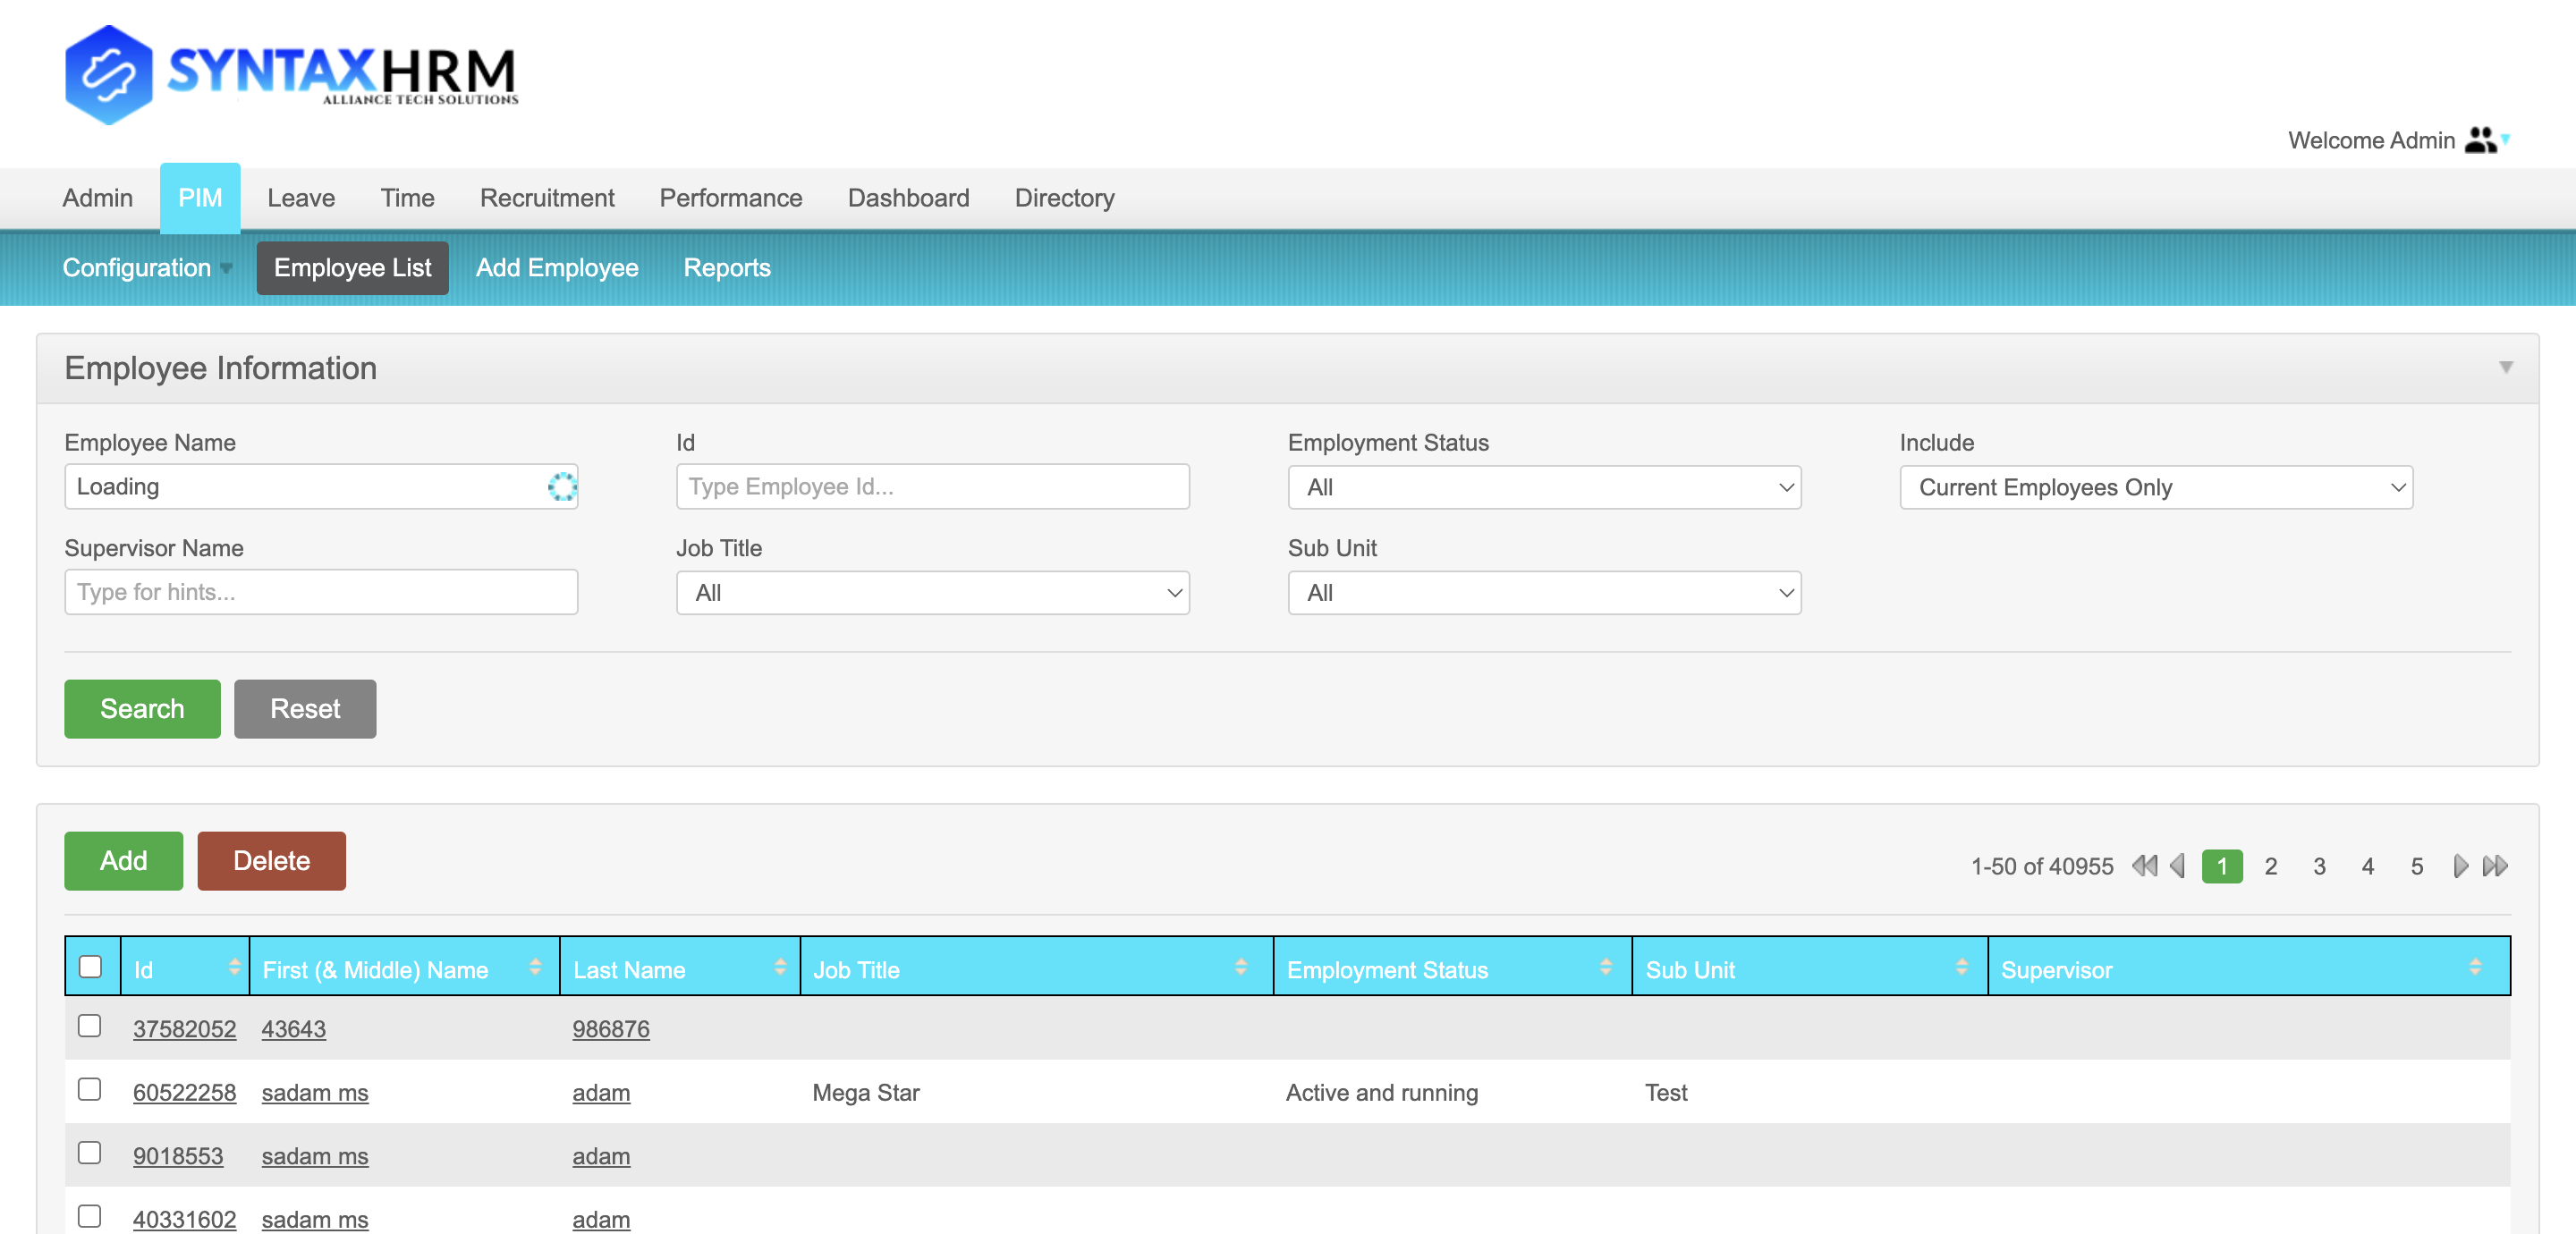 SYNTAXHRM
ALLIANCE TECH SOLUTIONS
Welcome Admin
Admin PIM Leave Time Recruitment Performance Dashboard Directory
Configuration Employee List Add Employee Reports
Employee Information
Employee Name Id Employment Status Include
Loading Type Employee Id... All Current Employees Only
Supervisor Name Job Title Sub Unit
Type for hints... All All
Search Reset
Add Delete 1-50 of 40955 1 2 3 4 5
Id First (& Middle) Name Last Name Job Title Employment Status Sub Unit Supervisor
37582052 43643 986876
60522258 sadam ms adam Mega Star Active and running Test
9018553 sadam ms adam
40331602 sadam ms adam